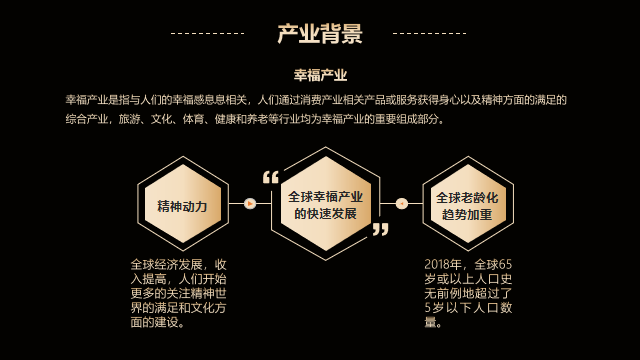 产业背景
幸福产业
幸福产业是指与人们的幸福感息息相关，人们通过消费产业相关产品或服务获得身心以及精神方面的满足的
综合产业，旅游、文化、体育、健康和养老等行业均为幸福产业的重要组成部分。
精神动力
全球经济发展，收
入提高，人们开始
更多的关注精神世
界的满足和文化方
面的建设。
“
全球幸福产业
的快速发展
”
全球老龄化
趋势加重
2018年，全球65
岁或以上人口史
无前例地超过了
5岁以下人口数
量。